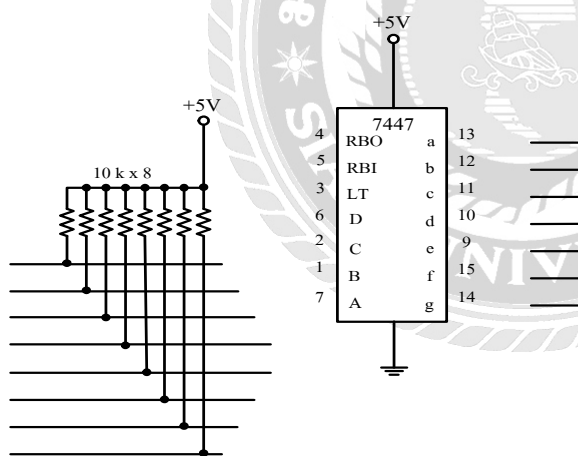 +5V
+5V
7447
4 RBO a 13
5 RBI b 12
3 LT c 11
6 D d 10
2 C e 9
1 B f 15
7 A g 14
10 k x 8
UNIV